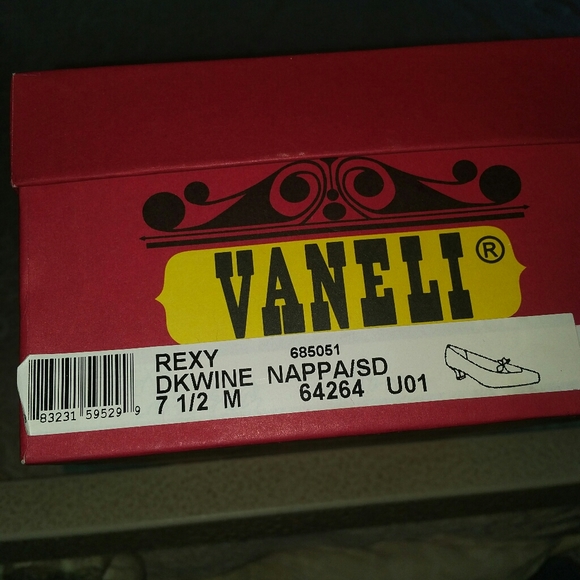 VANELI®
REXY 685051
DKWINE NAPPA/SD
7 1/2 M 64264 U01
83231 59529 9